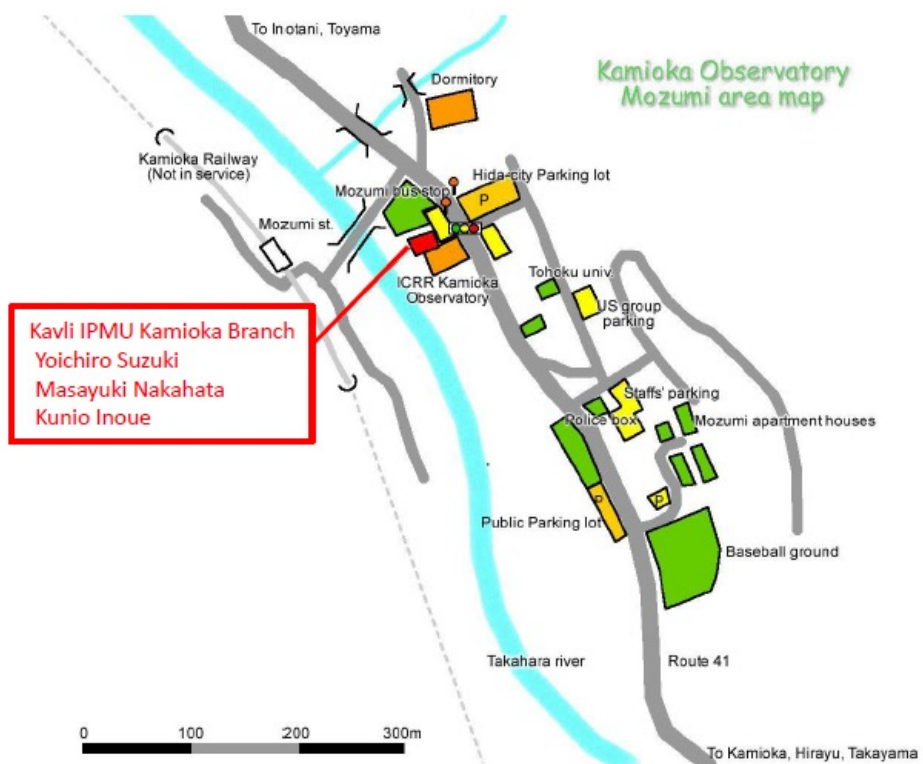 To Inotani, Toyama
Kamioka Observatory
Mozumi area map
Dormitory
Kamioka Railway
(Not in service)
Hida-city Parking lot
P
Mozumi bus stop
Mozumi st.
ICRR Kamioka
Observatory
Tohoku univ.
US group
parking
Kavli IPMU Kamioka Branch
Yoichiro Suzuki
Masayuki Nakahata
Kunio Inoue
Staffs' parking
Police box
Mozumi apartment houses
P
P
Public Parking lot
Baseball ground
Takahara river
Route 41
0 100 200 300m
To Kamioka, Hirayu, Takayama